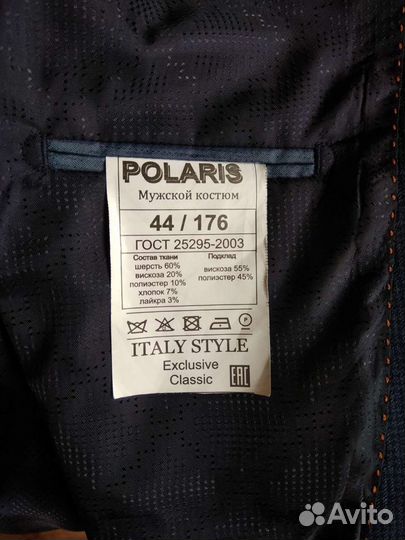 POLARIS
Мужской костюм
44 / 176
ГОСТ 25295-2003
Состав ткани
шерсть 60%
вискоза 20%
полиэстер 10%
хлопок 7%
лайкра 3%
Подклад
вискоза 55%
полиэстер 45%
P
ITALY STYLE
Exclusive
Classic
EAC
Avito